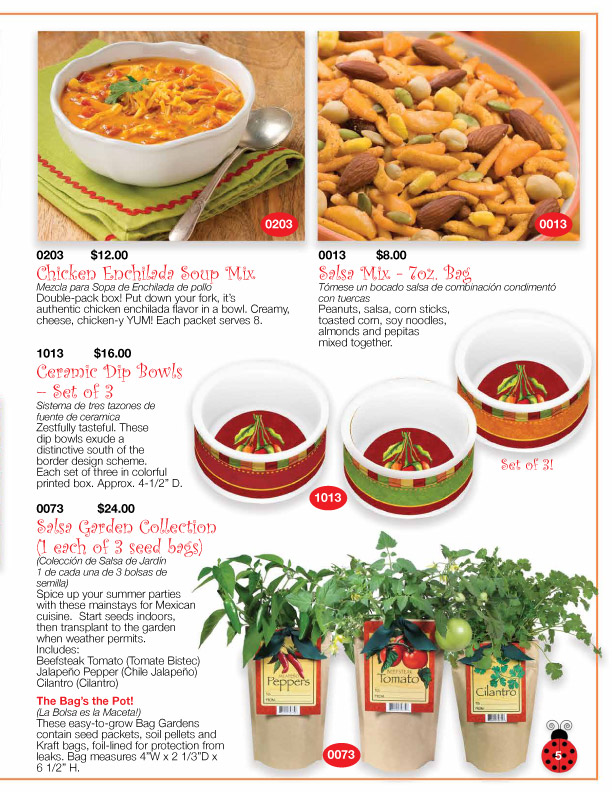 0203
0013
0203 $12.00
Chicken Enchilada Soup Mix
Mezcla para Sopa de Enchilada de pollo
Double-pack box! Put down your fork, it's
authentic chicken enchilada flavor in a bowl. Creamy,
cheese, chicken-y YUM! Each packet serves 8.
0013 $8.00
Salsa Mix - 7oz. Bag
Tómese un bocado salsa de combinación condimentó
con tuercas
Peanuts, salsa, corn sticks,
toasted corn, soy noodles,
almonds and pepitas
mixed together.
1013 $16.00
Ceramic Dip Bowls
– Set of 3
Sistema de tres tazones de
fuente de ceramica
Zestfully tasteful. These
dip bowls exude a
distinctive south of the
border design scheme.
Each set of three in colorful
printed box. Approx. 4-1/2" D.
Set of 3!
1013
0073 $24.00
Salsa Garden Collection
(1 each of 3 seed bags)
(Colección de Salsa de Jardín
1 de cada una de 3 bolsas de
semilla)
Spice up your summer parties
with these mainstays for Mexican
cuisine. Start seeds indoors,
then transplant to the garden
when weather permits.
Includes:
Beefsteak Tomato (Tomate Bistec)
Jalapeño Pepper (Chile Jalapeño)
Cilantro (Cilantro)
The Bag's the Pot!
(La Bolsa es la Maceta!)
These easy-to-grow Bag Gardens
contain seed packets, soil pellets and
Kraft bags, foil-lined for protection from
leaks. Bag measures 4"W x 2 1/3"D x
6 1/2" H.
Peppers
BEEFSTEAK
Tomato
Cilantro
0073
5